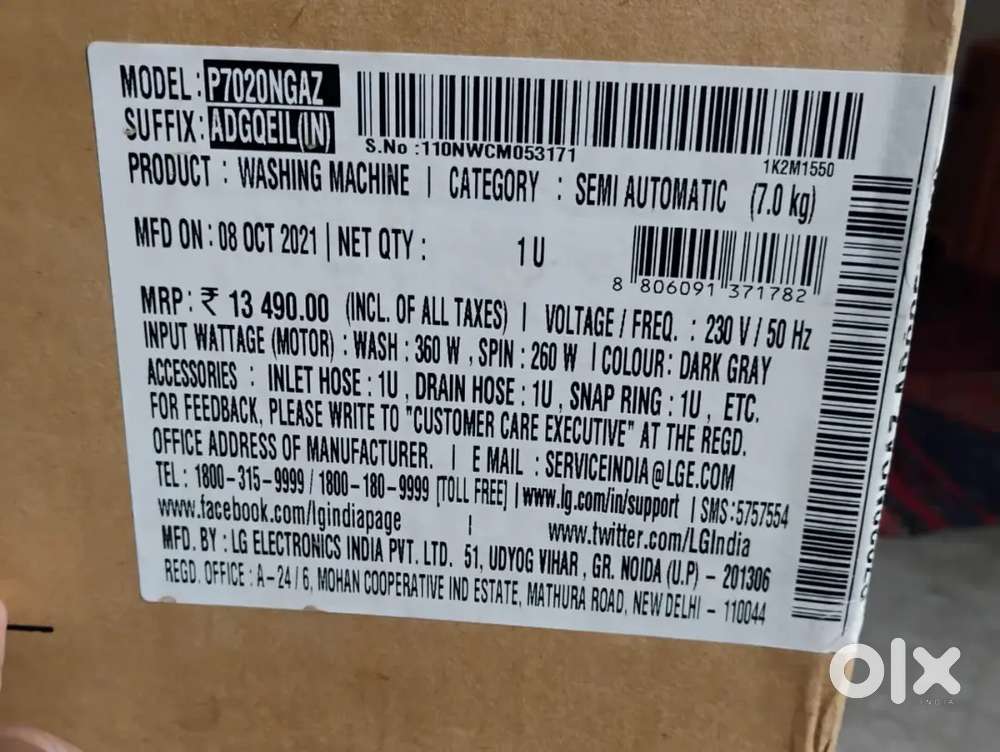 MODEL : P7020NGAZ
SUFFIX : ADGQEIL(IN)
S.No :110NWCM053171
1K2M1550
PRODUCT : WASHING MACHINE | CATEGORY : SEMI AUTOMATIC (7.0 kg)
MFD ON : 08 OCT 2021 | NET QTY : 1 U
8 806091 371782
MRP : ₹ 13 490.00 (INCL. OF ALL TAXES) | VOLTAGE / FREQ. : 230 V / 50 Hz
INPUT WATTAGE (MOTOR) : WASH : 360 W , SPIN : 260 W | COLOUR : DARK GRAY
ACCESSORIES : INLET HOSE : 1U , DRAIN HOSE : 1U , SNAP RING : 1U , ETC.
FOR FEEDBACK, PLEASE WRITE TO "CUSTOMER CARE EXECUTIVE" AT THE REGD.
OFFICE ADDRESS OF MANUFACTURER. | E MAIL : SERVICEINDIA@LGE.COM
TEL : 1800-315-9999 / 1800-180-9999 [TOLL FREE] | www.lg.com/in/support | SMS:5757554
www.facebook.com/lgindiapage | www.twitter.com/LGIndia
MFD. BY : LG ELECTRONICS INDIA PVT. LTD. 51, UDYOG VIHAR , GR. NOIDA (U.P) - 201306
REGD. OFFICE : A-24/6, MOHAN COOPERATIVE IND ESTATE, MATHURA ROAD, NEW DELHI - 110044
olx
INDIA